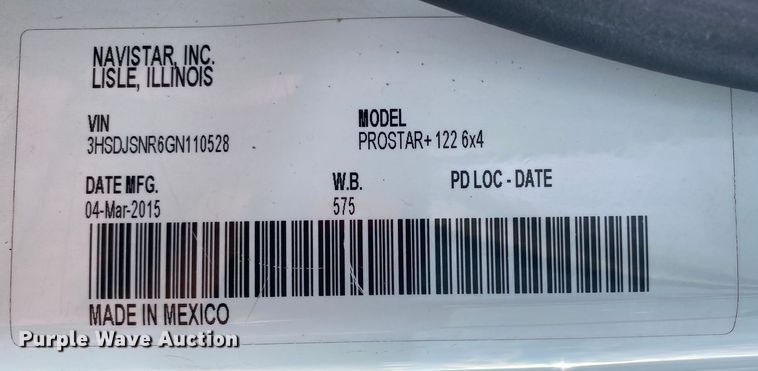 NAVISTAR, INC.
LISLE, ILLINOIS
VIN
3HSDJSNR6GN110528
MODEL
PROSTAR+ 122 6x4
DATE MFG.
04-Mar-2015
W.B.
575
PD LOC - DATE
MADE IN MEXICO
Purple Wave Auction